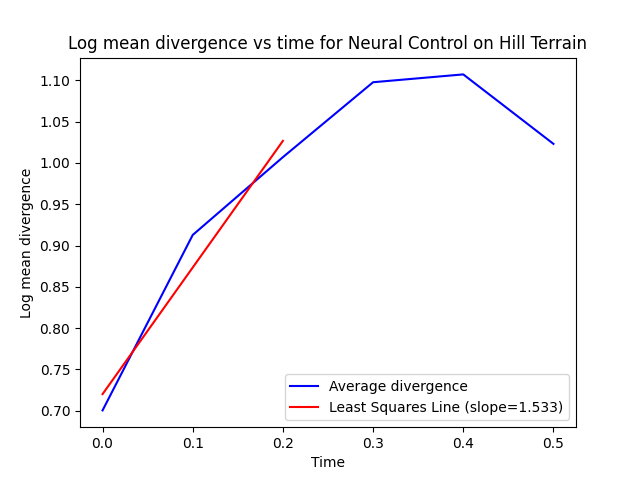 Log mean divergence vs time for Neural Control on Hill Terrain
Log mean divergence
1.10
1.05
1.00
0.95
0.90
0.85
0.80
0.75
0.70
Average divergence
Least Squares Line (slope=1.533)
0.0 0.1 0.2 0.3 0.4 0.5
Time